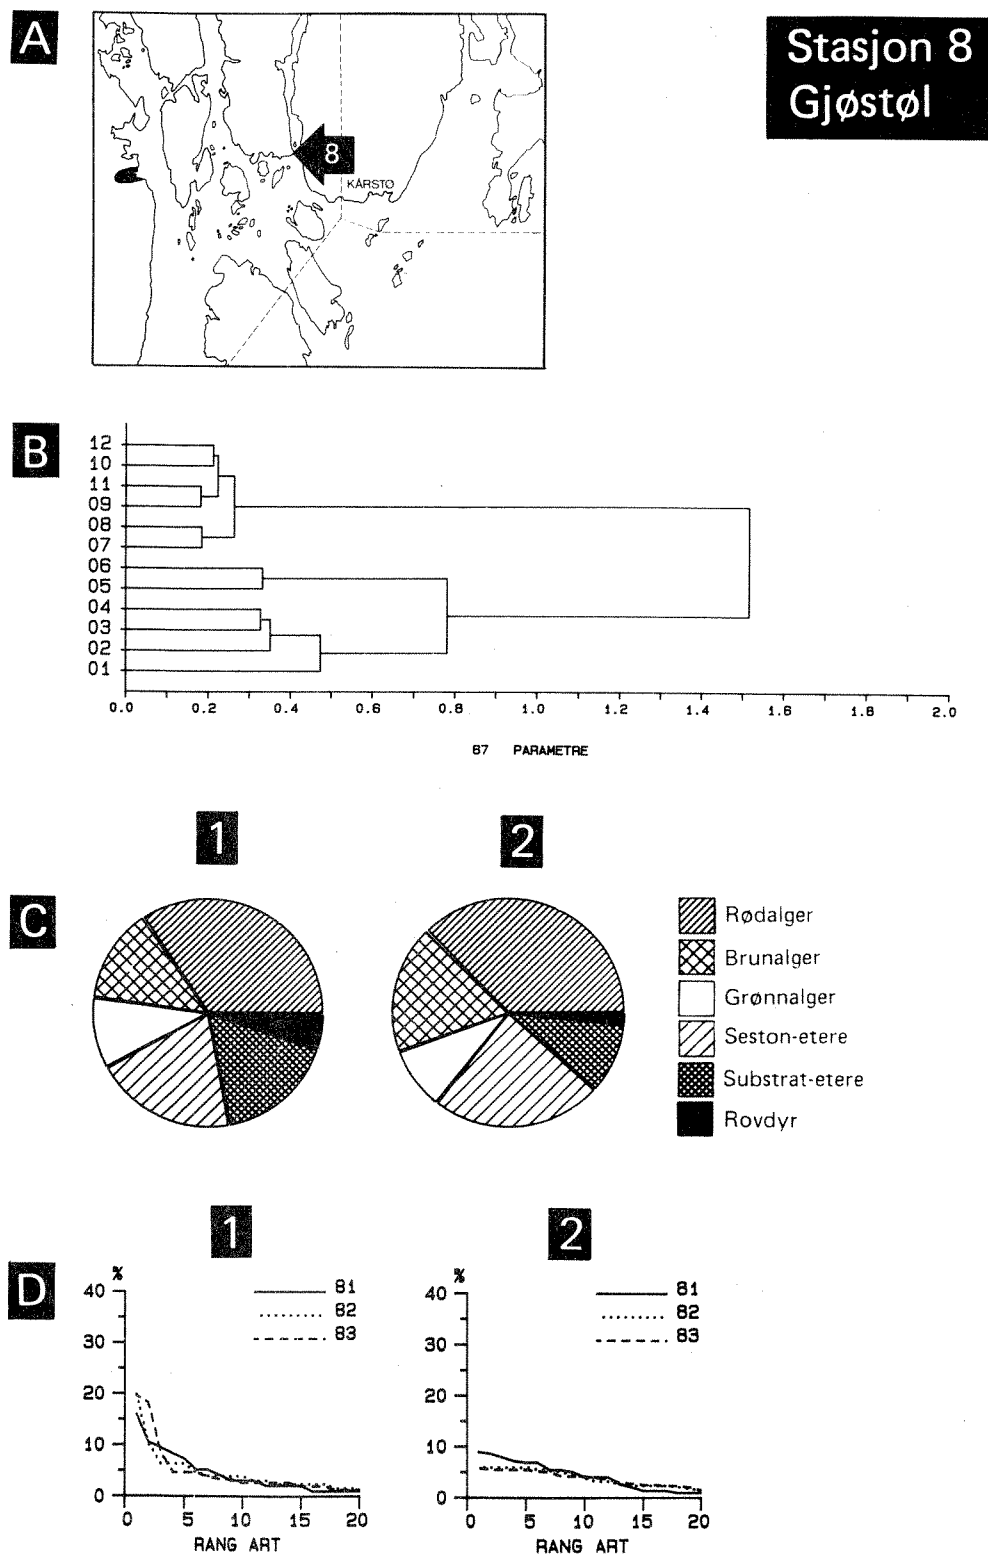 A
Stasjon 8
Gjøstøl
8
KÅRSTØ
B
12
10
11
09
08
07
06
05
04
03
02
01
0.0 0.2 0.4 0.6 0.8 1.0 1.2 1.4 1.6 1.8 2.0
67 PARAMETRE
1 2
C
Rødalger
Brunalger
Grønnalger
Seston-etere
Substrat-etere
Rovdyr
1 2
D
% %
40 81 40 81
82 82
30 83 30 83
20 20
10 10
0 0
0 5 10 15 20 0 5 10 15 20
RANG ART RANG ART